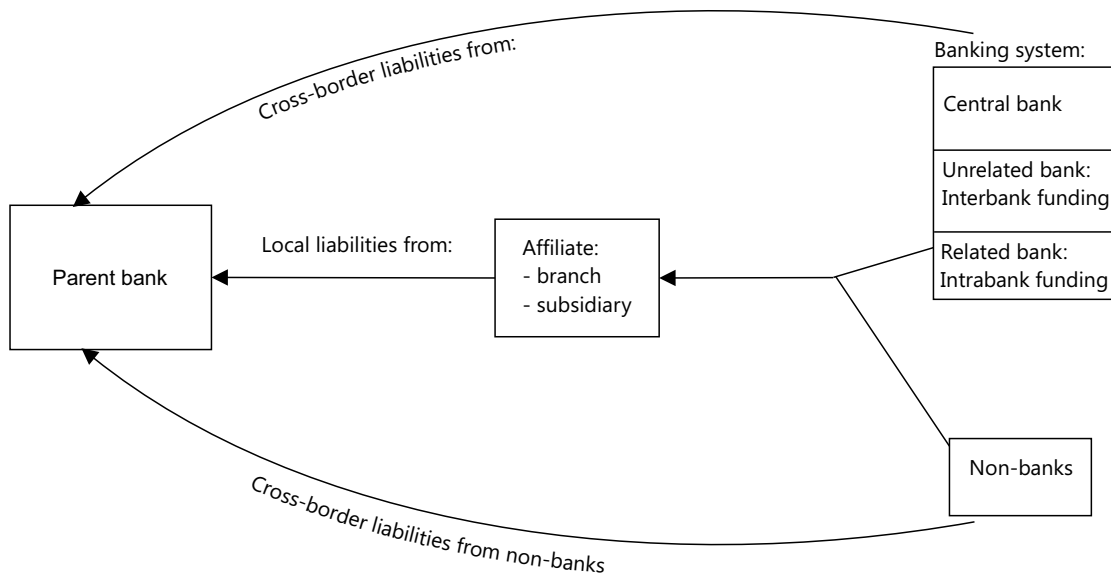 Cross-border liabilities from:
Banking system:
Central bank
Unrelated bank:
Interbank funding
Related bank:
Intrabank funding
Parent bank
Local liabilities from:
Affiliate:
- branch
- subsidiary
Non-banks
Cross-border liabilities from non-banks